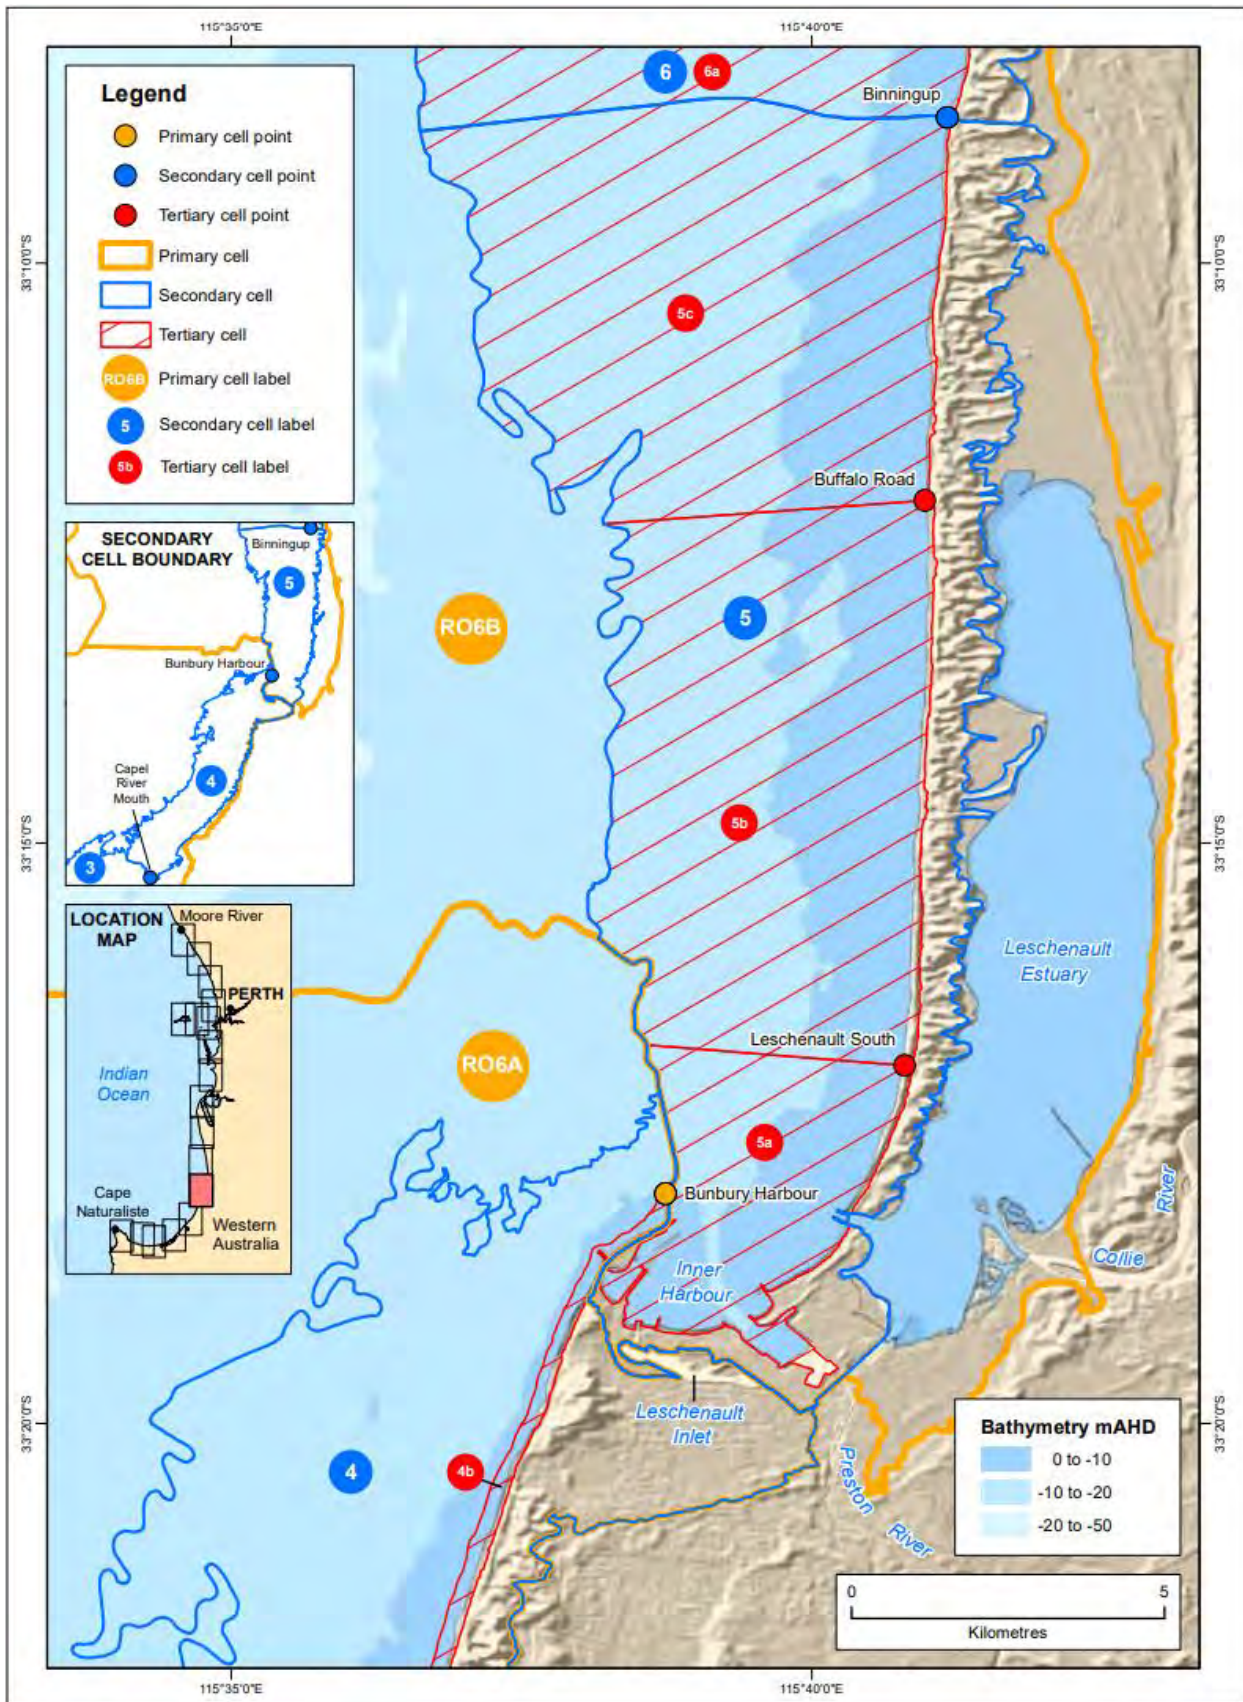 115°35'0"E
115°40'0"E
6
6a
Binningup
Legend
Primary cell point
Secondary cell point
Tertiary cell point
Primary cell
Secondary cell
Tertiary cell
RO6B
Primary cell label
5
Secondary cell label
5b
Tertiary cell label
33°10'0"S
33°10'0"S
5c
Buffalo Road
SECONDARY
CELL BOUNDARY
Binningup
5
Bunbury Harbour
Capel
River
Mouth
4
3
RO6B
5
5b
33°15'0"S
33°15'0"S
LOCATION
MAP
Moore River
PERTH
Indian
Ocean
Cape
Naturaliste
Western
Australia
Leschenault
Estuary
RO6A
Leschenault South
5a
Bunbury Harbour
Collie
River
Inner
Harbour
Leschenault
Inlet
Preston
River
4
4b
33°20'0"S
33°20'0"S
Bathymetry mAHD
0 to -10
-10 to -20
-20 to -50
0
5
Kilometres
115°35'0"E
115°40'0"E